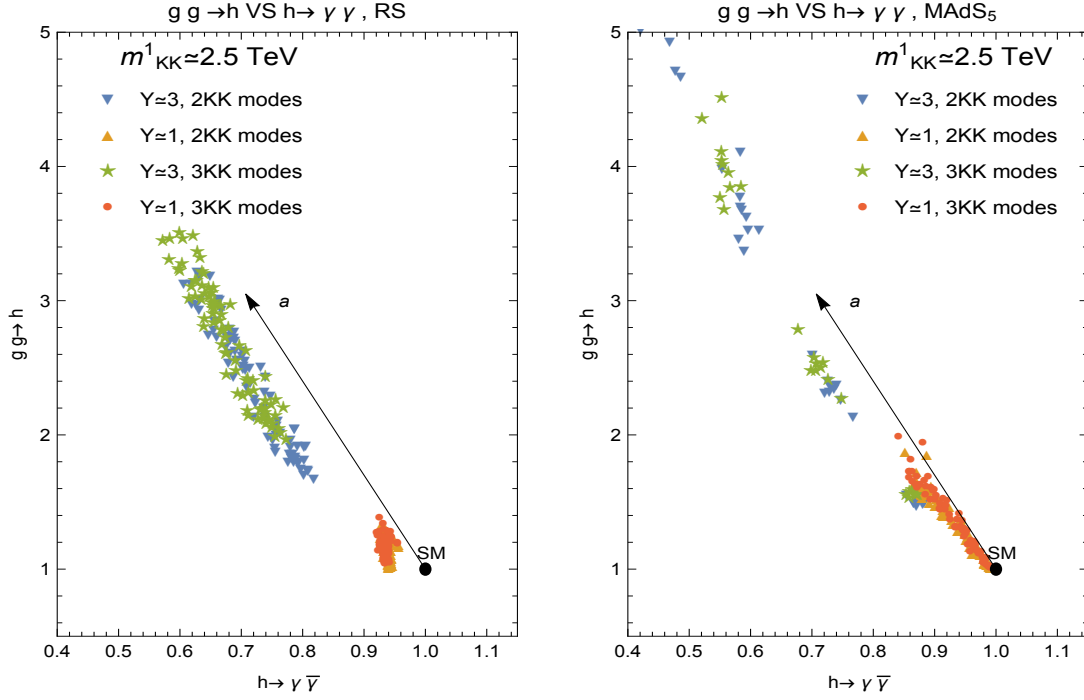 g g →h VS h→ γ γ , RS
m¹KK≃2.5 TeV
Y≃3, 2KK modes
Y≃1, 2KK modes
Y≃3, 3KK modes
Y≃1, 3KK modes
a
SM
g g→ h
5
4
3
2
1
0.4 0.5 0.6 0.7 0.8 0.9 1.0 1.1
h→ γ γ̅
g g →h VS h→ γ γ , MAdS₅
m¹KK≃2.5 TeV
Y≃3, 2KK modes
Y≃1, 2KK modes
Y≃3, 3KK modes
Y≃1, 3KK modes
a
SM
g g→ h
5
4
3
2
1
0.4 0.5 0.6 0.7 0.8 0.9 1.0 1.1
h→ γ γ̅